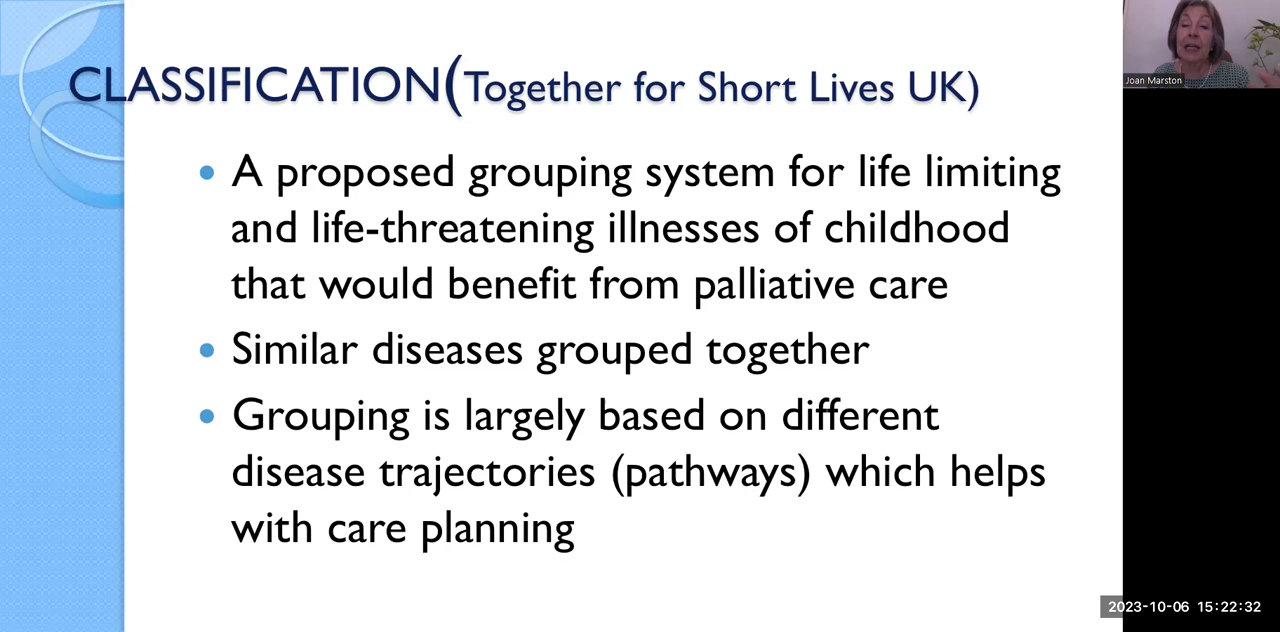 CLASSIFICATION(Together for Short Lives UK)
• A proposed grouping system for life limiting
and life-threatening illnesses of childhood
that would benefit from palliative care
• Similar diseases grouped together
• Grouping is largely based on different
disease trajectories (pathways) which helps
with care planning
Joan Marston
2023-10-06 15:22:32